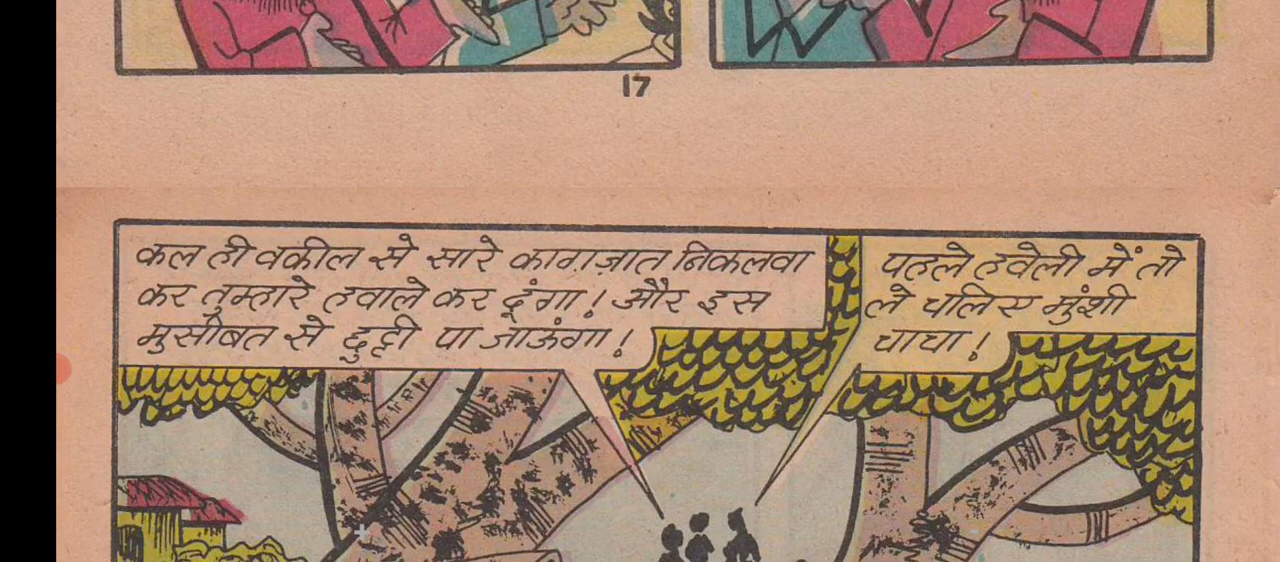 17
कल ही वकील से सारे कागज़ात निकलवा
कर तुम्हारे हवाले कर दूंगा! और इस
मुसीबत से छुट्टी पा जाऊंगा!
पहले हवेली में तो
ले चलिए मुंशी
चाचा!